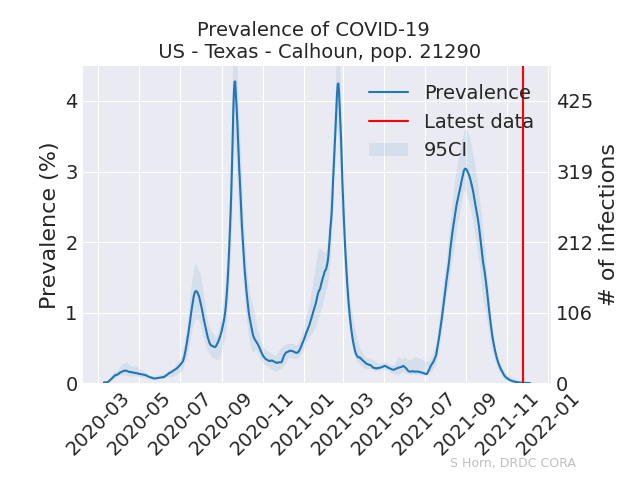 Prevalence of COVID-19
US - Texas - Calhoun, pop. 21290
Prevalence
Latest data
95CI
Prevalence (%)
4
3
2
1
0
# of infections
425
319
212
106
0
2020-03
2020-05
2020-07
2020-09
2020-11
2021-01
2021-03
2021-05
2021-07
2021-09
2021-11
2022-01
S Horn, DRDC CORA